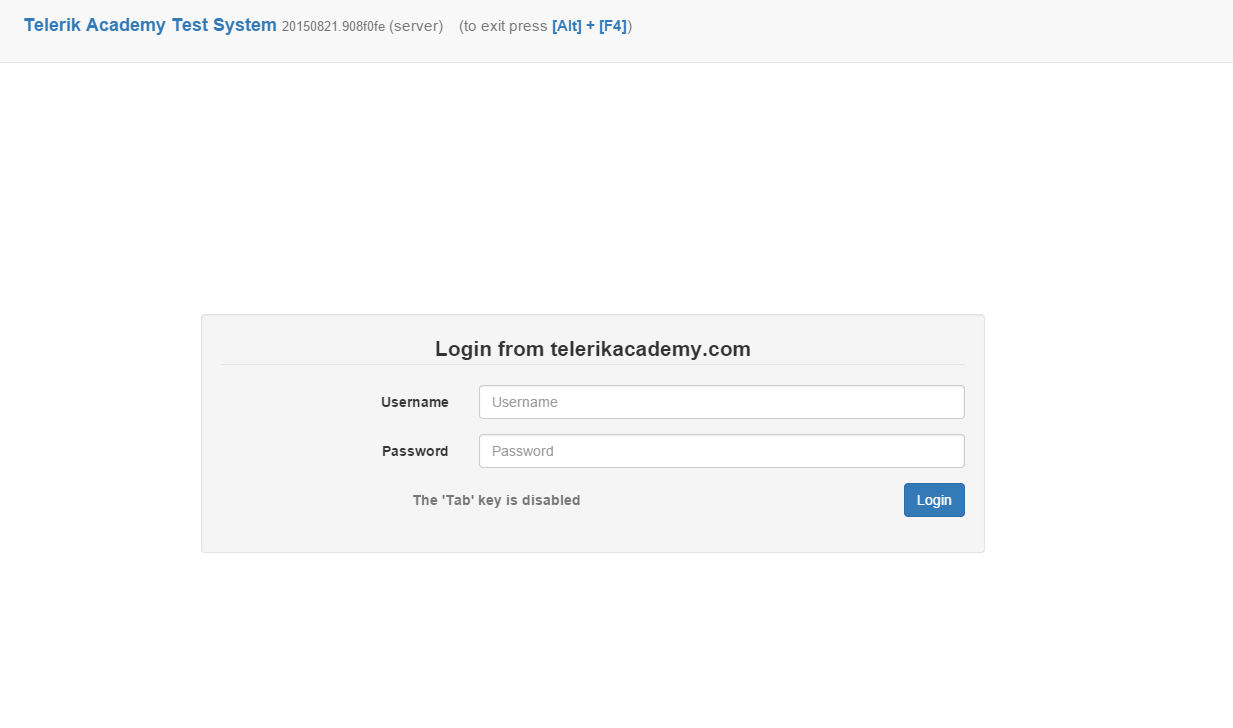 Telerik Academy Test System 20150821.908f0fe (server) (to exit press [Alt] + [F4])
Login from telerikacademy.com
Username Username
Password Password
The 'Tab' key is disabled Login